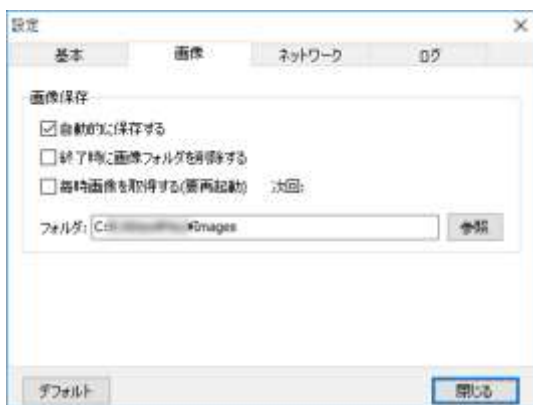 設定
基本 画像 ネットワーク ログ
画像保存
自動的に保存する
終了時に画像フォルダを削除する
毎時画像を取得する(要再起動) 次回:
フォルダ: C:¥Images 参照
デフォルト 閉じる